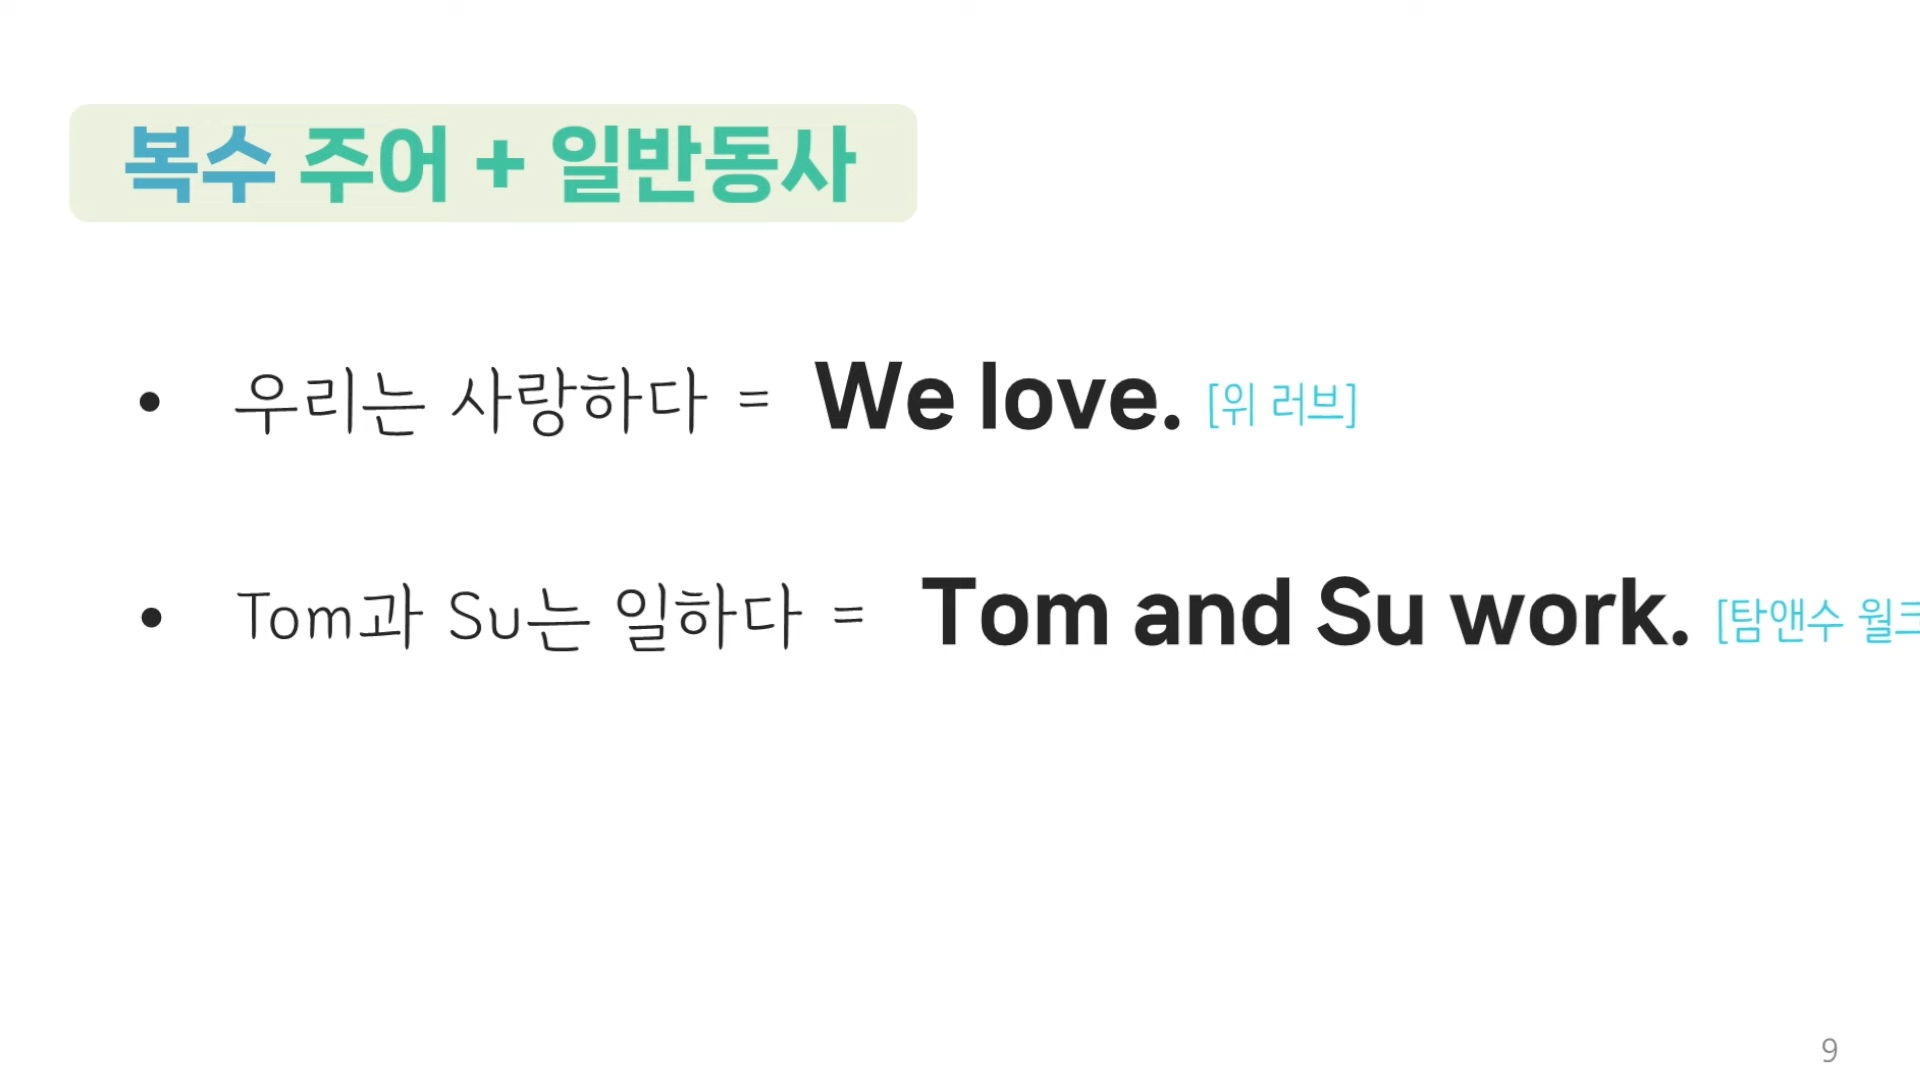 복수 주어 + 일반동사
• 우리는 사랑하다 = We love. [위 러브]
• Tom과 Su는 일하다 = Tom and Su work. [탐앤수 월크
9